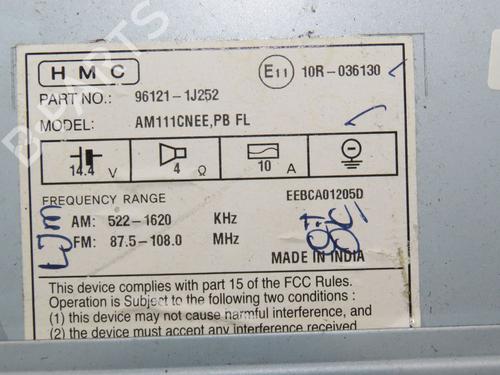 HMC
E11 10R-036130
PART NO.: 96121-1J252
MODEL: AM111CNEE,PB FL
14.4 V 4 Ω 10 A
FREQUENCY RANGE EEBCA01205D
AM: 522-1620 KHz
FM: 87.5-108.0 MHz
MADE IN INDIA
This device complies with part 15 of the FCC Rules.
Operation is Subject to the following two conditions :
(1) this device may not cause harmful interference, and
(2) the device must accept any interference received
B-PARTS